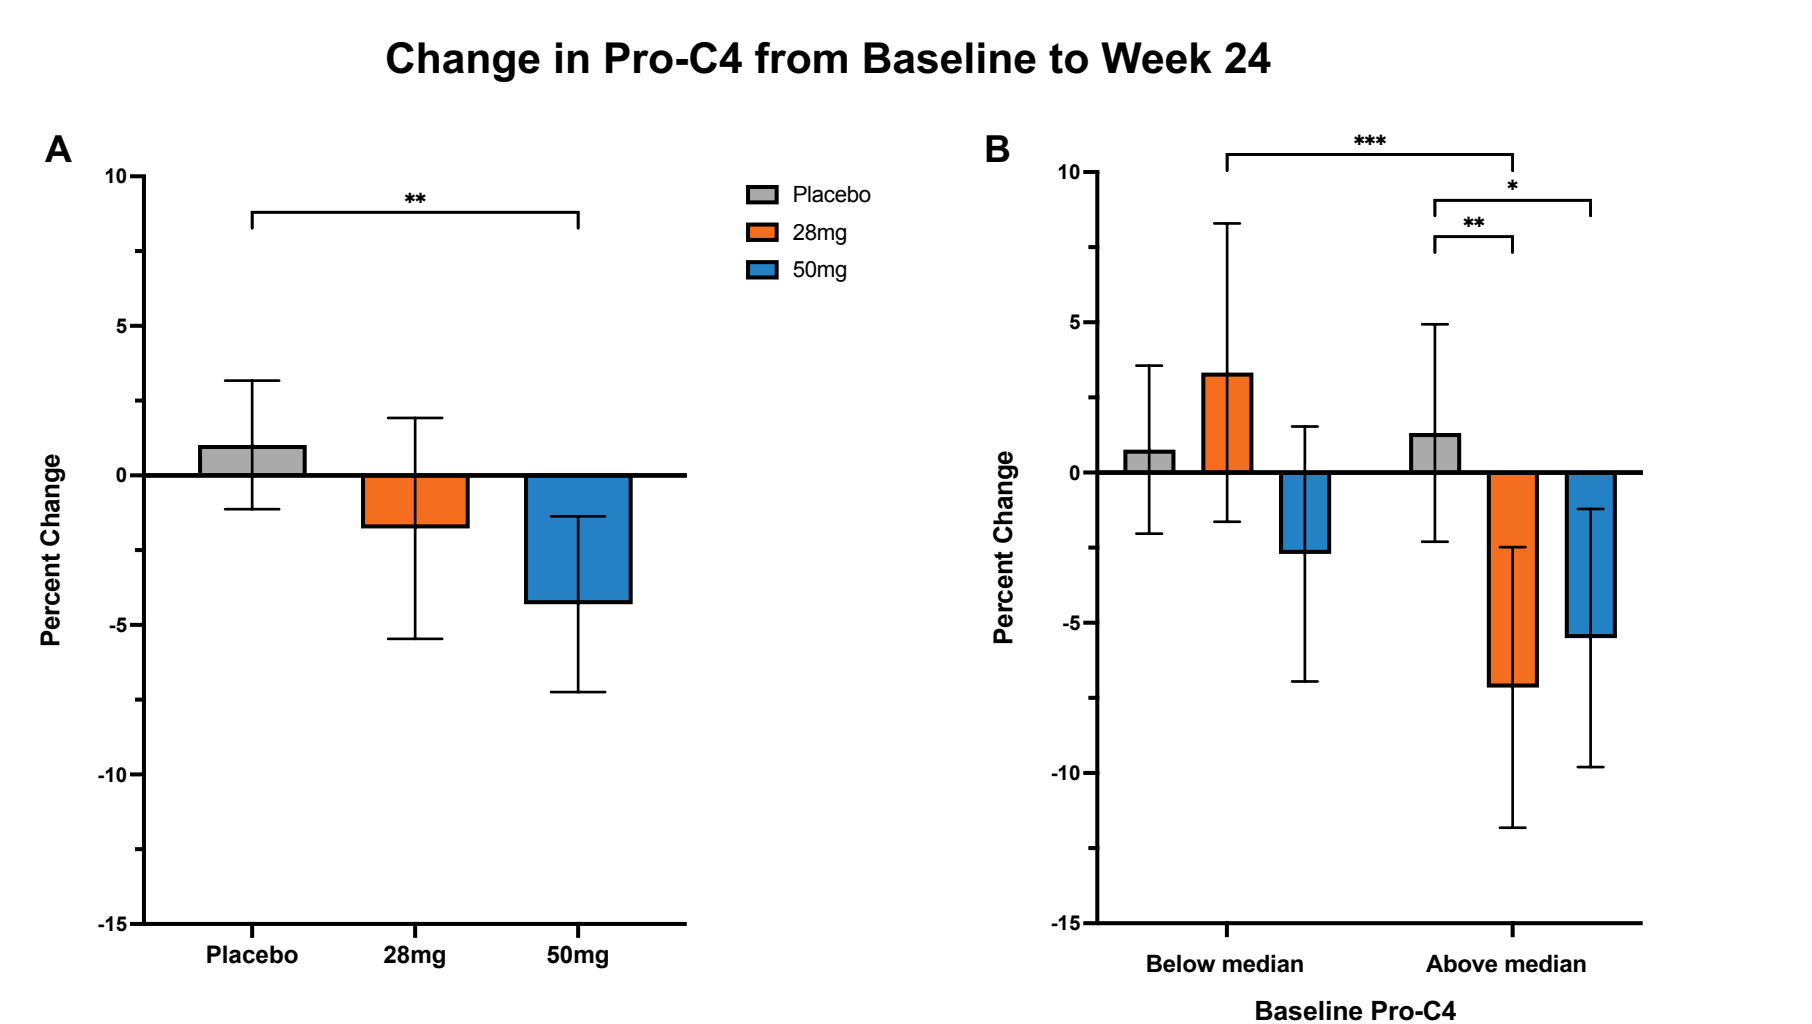 Change in Pro-C4 from Baseline to Week 24
A
10
5
0
-5
-10
-15
Percent Change
**
Placebo
28mg
50mg
Placebo
28mg
50mg
B
10
5
0
-5
-10
-15
Percent Change
***
*
**
Below median
Above median
Baseline Pro-C4